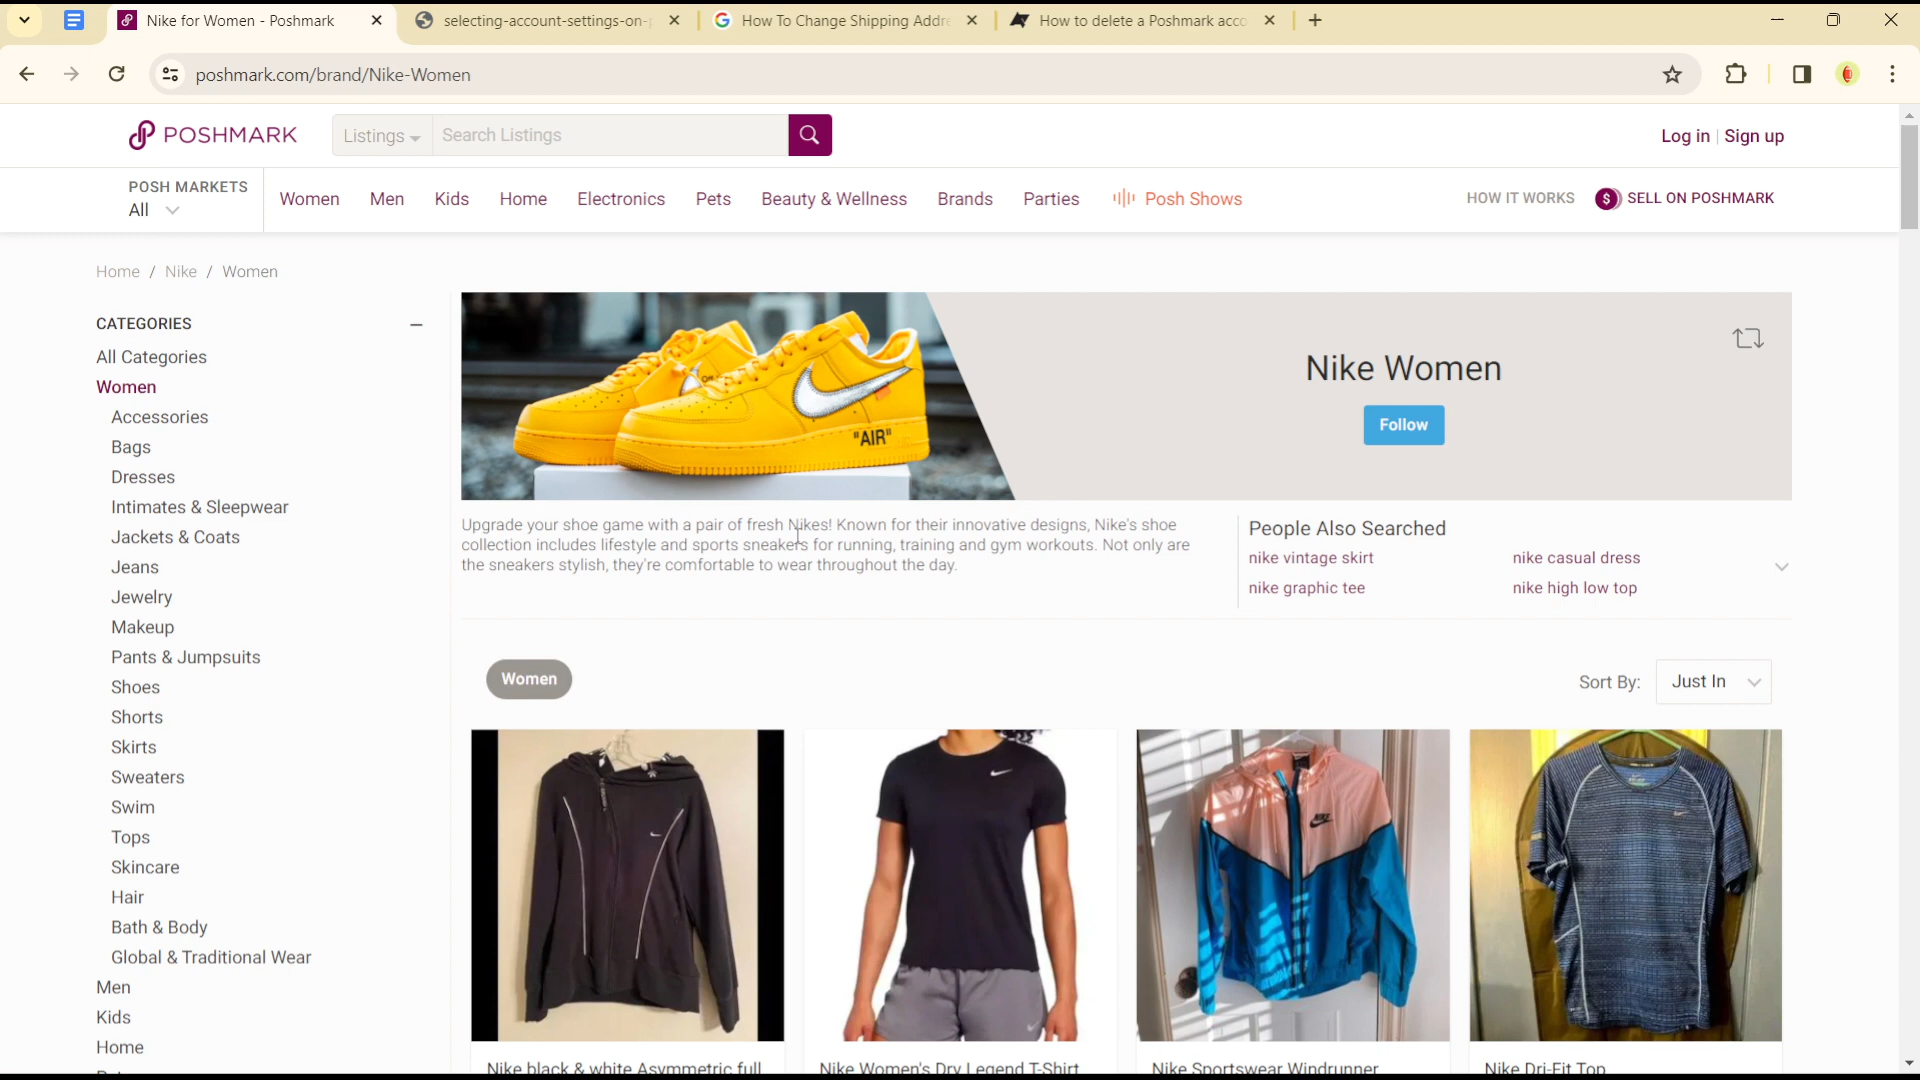 Nike for Women - Poshmark
selecting-account-settings-on-
How To Change Shipping Addre
How to delete a Poshmark acco
poshmark.com/brand/Nike-Women
POSHMARK
Listings
Search Listings
Log in
Sign up
POSH MARKETS
All
Women
Men
Kids
Home
Electronics
Pets
Beauty & Wellness
Brands
Parties
Posh Shows
HOW IT WORKS
$
SELL ON POSHMARK
Home / Nike / Women
CATEGORIES
All Categories
Women
Accessories
Bags
Dresses
Intimates & Sleepwear
Jackets & Coats
Jeans
Jewelry
Makeup
Pants & Jumpsuits
Shoes
Shorts
Skirts
Sweaters
Swim
Tops
Skincare
Hair
Bath & Body
Global & Traditional Wear
Men
Kids
Home
"AIR"
Nike Women
Follow
Upgrade your shoe game with a pair of fresh Nikes! Known for their innovative designs, Nike's shoe
collection includes lifestyle and sports sneakers for running, training and gym workouts. Not only are
the sneakers stylish, they're comfortable to wear throughout the day.
People Also Searched
nike vintage skirt
nike casual dress
nike graphic tee
nike high low top
Women
Sort By:
Just In
NIKE
Nike black & white Asymmetric full
Nike Women's Dry Legend T-Shirt
Nike Sportswear Windrunner
Nike Dri-Fit Top